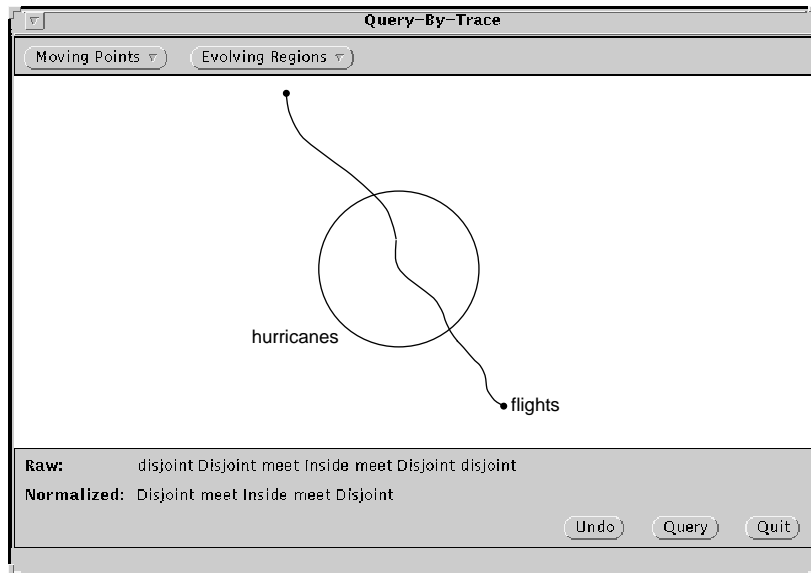 Query-By-Trace
Moving Points Evolving Regions
hurricanes
flights
Raw: disjoint Disjoint meet Inside meet Disjoint disjoint
Normalized: Disjoint meet Inside meet Disjoint
Undo Query Quit